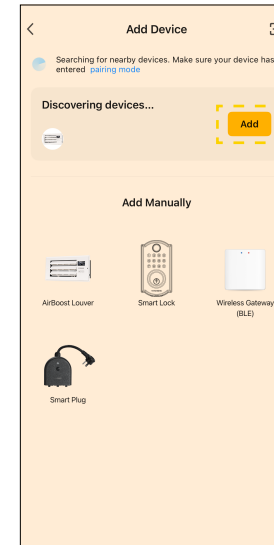 Add Device
Searching for nearby devices. Make sure your device has
entered pairing mode
Discovering devices...
Add
Add Manually
AirBoost Louver
Smart Lock
Wireless Gateway
(BLE)
Smart Plug